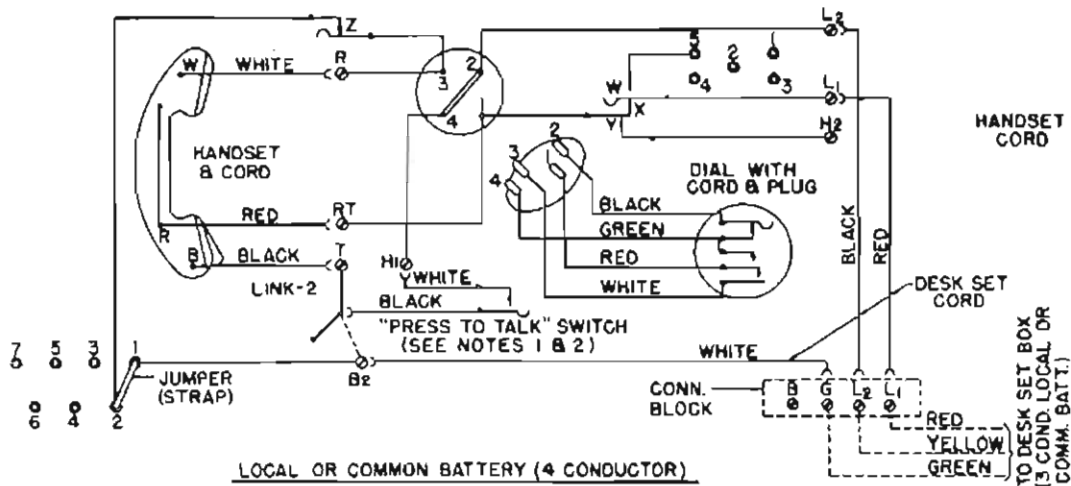 Z
W
WHITE
R
3
2
4
L2
2
4
3
W
X
Y
L1
H2
HANDSET
CORD
HANDSET
& CORD
3
2
4
1
DIAL WITH
CORD & PLUG
BLACK
GREEN
RED
WHITE
BLACK
RED
R
RED
RT
B
BLACK
T
LINK-2
H1
WHITE
BLACK
"PRESS TO TALK" SWITCH
(SEE NOTES 1 & 2)
DESK SET
CORD
7
5
3
1
JUMPER
(STRAP)
6
4
2
B2
WHITE
CONN.
BLOCK
B
G
L2
L1
RED
YELLOW
GREEN
TO DESK SET BOX
(3 COND. LOCAL OR
COMM. BATT.)
LOCAL OR COMMON BATTERY (4 CONDUCTOR)